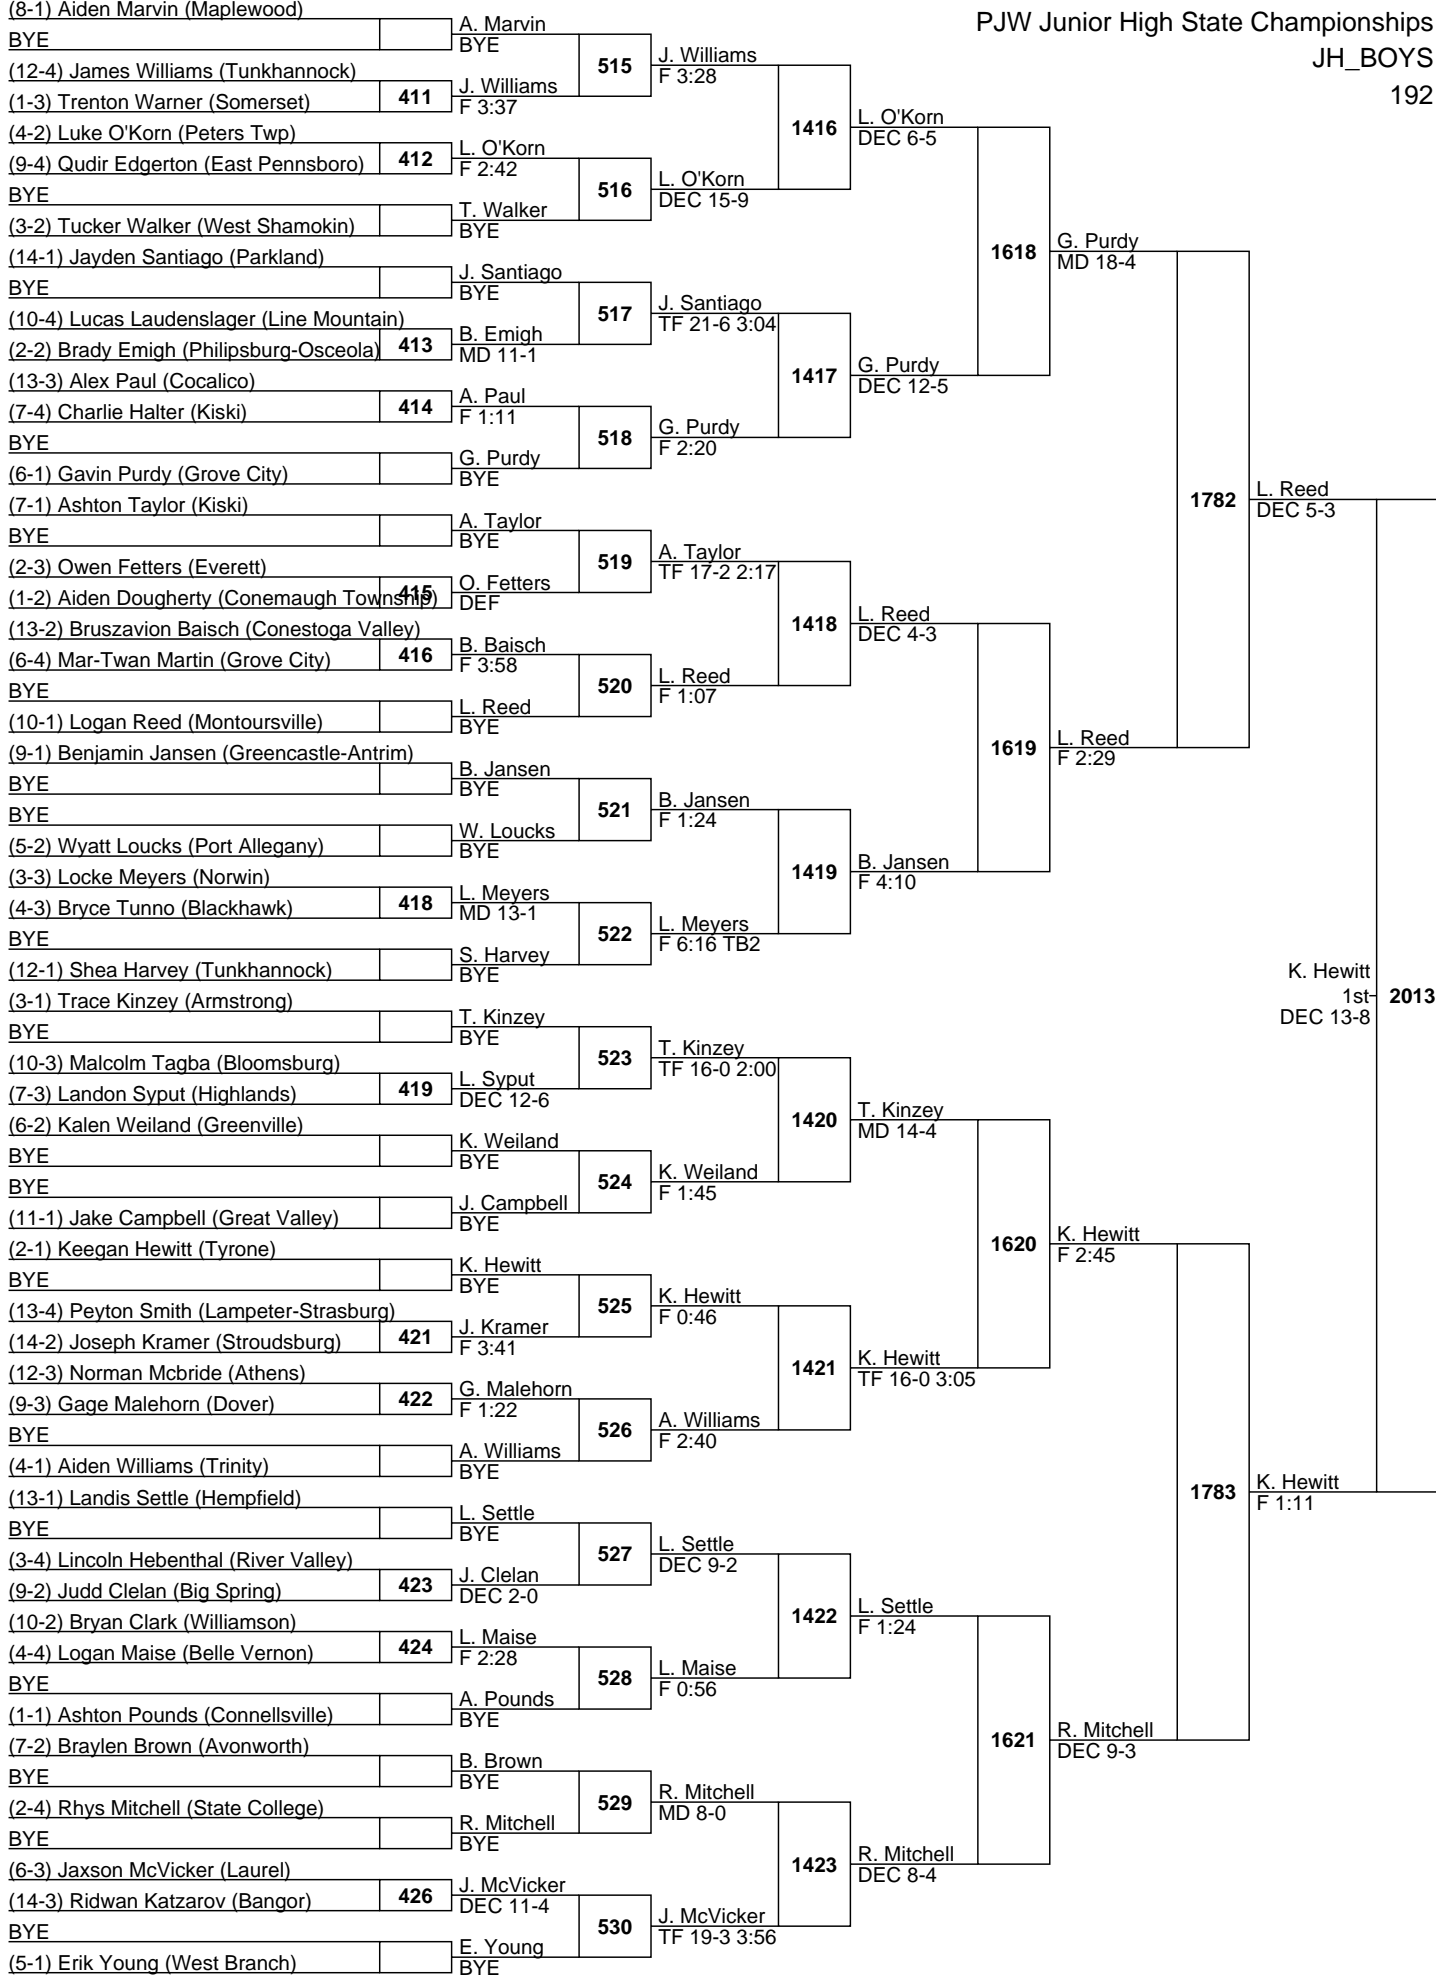 PJW Junior High State Championships
JH_BOYS
192
(8-1) Aiden Marvin (Maplewood)
BYE
(12-4) James Williams (Tunkhannock)
(1-3) Trenton Warner (Somerset)
(4-2) Luke O'Korn (Peters Twp)
(9-4) Qudir Edgerton (East Pennsboro)
BYE
(3-2) Tucker Walker (West Shamokin)
(14-1) Jayden Santiago (Parkland)
BYE
(10-4) Lucas Laudenslager (Line Mountain)
(2-2) Brady Emigh (Philipsburg-Osceola)
(13-3) Alex Paul (Cocalico)
(7-4) Charlie Halter (Kiski)
BYE
(6-1) Gavin Purdy (Grove City)
(7-1) Ashton Taylor (Kiski)
BYE
(2-3) Owen Fetters (Everett)
(1-2) Aiden Dougherty (Conemaugh Township)
(13-2) Bruszavion Baisch (Conestoga Valley)
(6-4) Mar-Twan Martin (Grove City)
BYE
(10-1) Logan Reed (Montoursville)
(9-1) Benjamin Jansen (Greencastle-Antrim)
BYE
BYE
(5-2) Wyatt Loucks (Port Allegany)
(3-3) Locke Meyers (Norwin)
(4-3) Bryce Tunno (Blackhawk)
BYE
(12-1) Shea Harvey (Tunkhannock)
(3-1) Trace Kinzey (Armstrong)
BYE
(10-3) Malcolm Tagba (Bloomsburg)
(7-3) Landon Syput (Highlands)
(6-2) Kalen Weiland (Greenville)
BYE
BYE
(11-1) Jake Campbell (Great Valley)
(2-1) Keegan Hewitt (Tyrone)
BYE
(13-4) Peyton Smith (Lampeter-Strasburg)
(14-2) Joseph Kramer (Stroudsburg)
(12-3) Norman Mcbride (Athens)
(9-3) Gage Malehorn (Dover)
BYE
(4-1) Aiden Williams (Trinity)
(13-1) Landis Settle (Hempfield)
BYE
(3-4) Lincoln Hebenthal (River Valley)
(9-2) Judd Clelan (Big Spring)
(10-2) Bryan Clark (Williamson)
(4-4) Logan Maise (Belle Vernon)
BYE
(1-1) Ashton Pounds (Connellsville)
(7-2) Braylen Brown (Avonworth)
BYE
(2-4) Rhys Mitchell (State College)
BYE
(6-3) Jaxson McVicker (Laurel)
(14-3) Ridwan Katzarov (Bangor)
BYE
(5-1) Erik Young (West Branch)
411
412
413
414
415
416
418
419
421
422
423
424
426
A. Marvin
BYE
J. Williams
F 3:37
L. O'Korn
F 2:42
T. Walker
BYE
J. Santiago
BYE
B. Emigh
MD 11-1
A. Paul
F 1:11
G. Purdy
BYE
A. Taylor
BYE
O. Fetters
DEF
B. Baisch
F 3:58
L. Reed
BYE
B. Jansen
BYE
W. Loucks
BYE
L. Meyers
MD 13-1
S. Harvey
BYE
T. Kinzey
BYE
L. Syput
DEC 12-6
K. Weiland
BYE
J. Campbell
BYE
K. Hewitt
BYE
J. Kramer
F 3:41
G. Malehorn
F 1:22
A. Williams
BYE
L. Settle
BYE
J. Clelan
DEC 2-0
L. Maise
F 2:28
A. Pounds
BYE
B. Brown
BYE
R. Mitchell
BYE
J. McVicker
DEC 11-4
E. Young
BYE
515
516
517
518
519
520
521
522
523
524
525
526
527
528
529
530
J. Williams
F 3:28
L. O'Korn
DEC 15-9
J. Santiago
TF 21-6 3:04
G. Purdy
F 2:20
A. Taylor
TF 17-2 2:17
L. Reed
F 1:07
B. Jansen
F 1:24
L. Meyers
F 6:16 TB2
T. Kinzey
TF 16-0 2:00
K. Weiland
F 1:45
K. Hewitt
F 0:46
A. Williams
F 2:40
L. Settle
DEC 9-2
L. Maise
F 0:56
R. Mitchell
MD 8-0
J. McVicker
TF 19-3 3:56
1416
1417
1418
1419
1420
1421
1422
1423
L. O'Korn
DEC 6-5
G. Purdy
DEC 12-5
L. Reed
DEC 4-3
B. Jansen
F 4:10
T. Kinzey
MD 14-4
K. Hewitt
TF 16-0 3:05
L. Settle
F 1:24
R. Mitchell
DEC 8-4
1618
1619
1620
1621
G. Purdy
MD 18-4
L. Reed
F 2:29
K. Hewitt
F 2:45
R. Mitchell
DEC 9-3
1782
1783
L. Reed
DEC 5-3
K. Hewitt
F 1:11
K. Hewitt
1st
DEC 13-8
2013